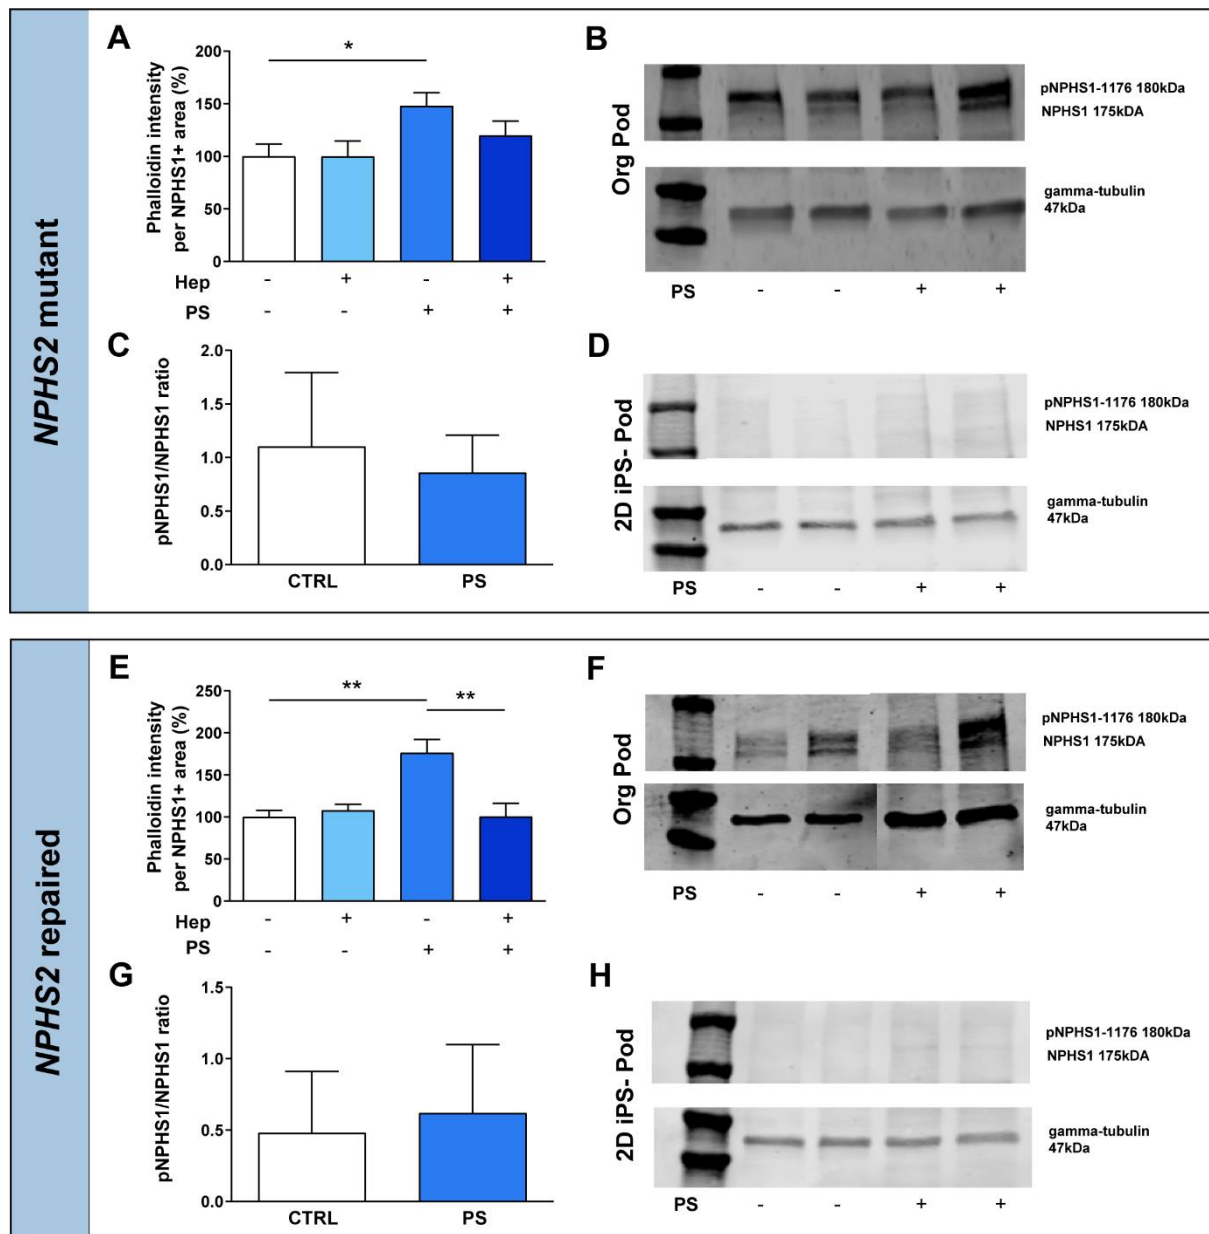 NPHS2 mutant
A
Phalloidin intensity
per NPHS1+ area (%)
200
150
100
50
0
*
Hep - + - +
PS - - + +
B
Org Pod
pNPHS1-1176 180kDa
NPHS1 175kDA
gamma-tubulin
47kDa
PS - - + +
C
pNPHS1/NPHS1 ratio
2.0
1.5
1.0
0.5
0.0
CTRL PS
D
2D iPS- Pod
pNPHS1-1176 180kDa
NPHS1 175kDA
gamma-tubulin
47kDa
PS - - + +
NPHS2 repaired
E
Phalloidin intensity
per NPHS1+ area (%)
250
200
150
100
50
0
** **
Hep - + - +
PS - - + +
F
Org Pod
pNPHS1-1176 180kDa
NPHS1 175kDA
gamma-tubulin
47kDa
PS - - + +
G
pNPHS1/NPHS1 ratio
1.5
1.0
0.5
0.0
CTRL PS
H
2D iPS- Pod
pNPHS1-1176 180kDa
NPHS1 175kDA
gamma-tubulin
47kDa
PS - - + +